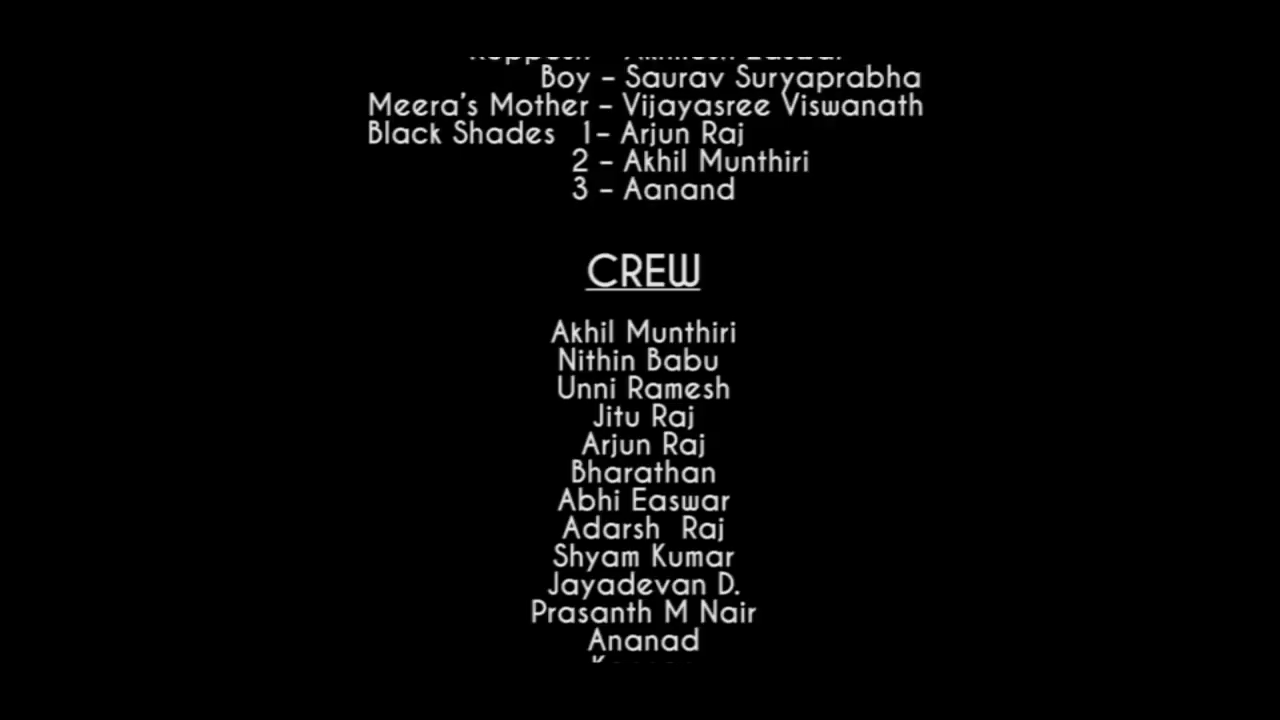 Boy – Saurav Suryaprabha
Meera's Mother – Vijayasree Viswanath
Black Shades 1– Arjun Raj
2 – Akhil Munthiri
3 – Aanand
CREW
Akhil Munthiri
Nithin Babu
Unni Ramesh
Jitu Raj
Arjun Raj
Bharathan
Abhi Easwar
Adarsh Raj
Shyam Kumar
Jayadevan D.
Prasanth M Nair
Ananad